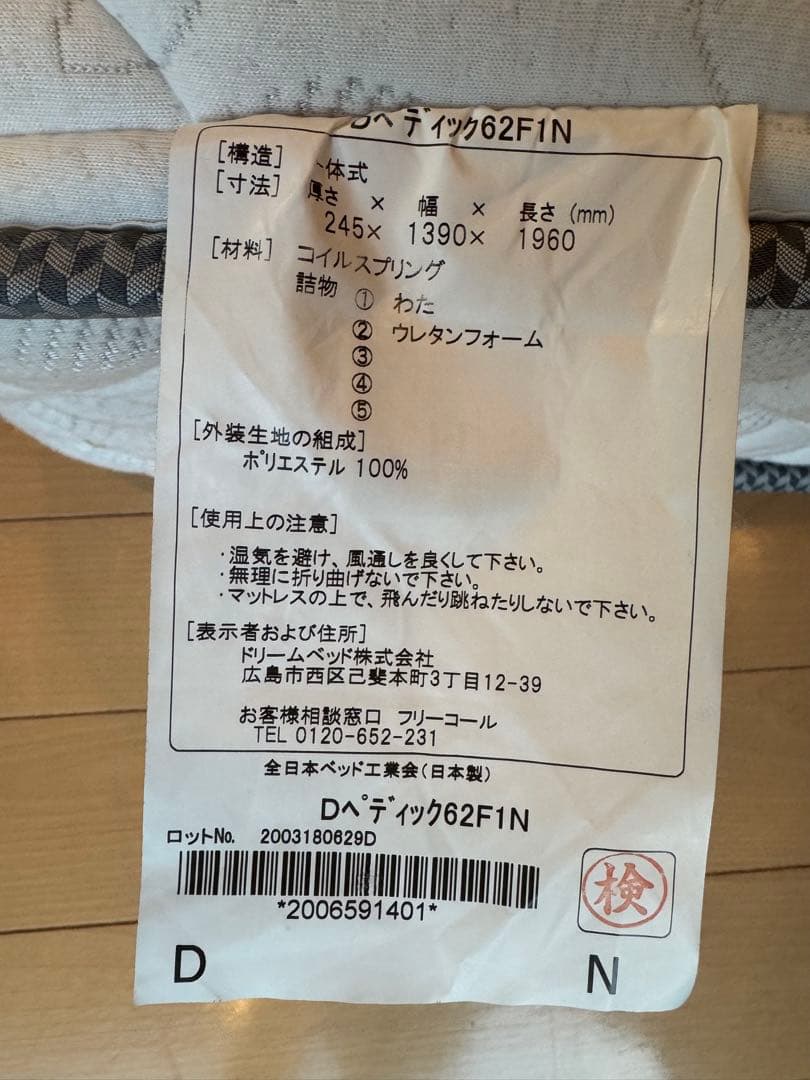 Dペディック62F1N
[構造] 一体式
[寸法] 厚さ × 幅 × 長さ (mm)
245× 1390× 1960
[材料] コイルスプリング
詰物 ① わた
② ウレタンフォーム
③
④
⑤
[外装生地の組成]
ポリエステル 100%
[使用上の注意]
・湿気を避け、風通しを良くして下さい。
・無理に折り曲げないで下さい。
・マットレスの上で、飛んだり跳ねたりしないで下さい。
[表示者および住所]
ドリームベッド株式会社
広島市西区己斐本町3丁目12-39
お客様相談窓口 フリーコール
TEL 0120-652-231
全日本ベッド工業会(日本製)
Dペディック62F1N
ロットNo. 2003180629D
*2006591401*
検
D N